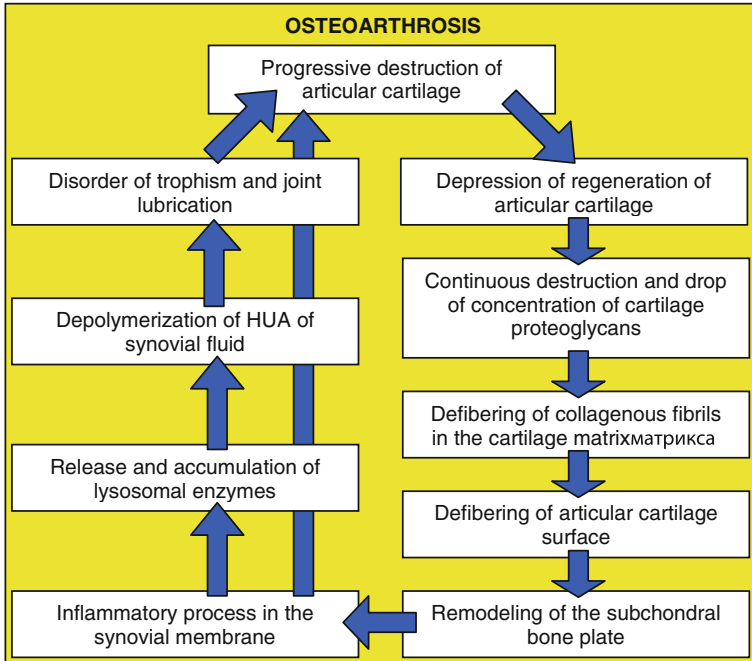 OSTEOARTHROSIS
Progressive destruction of
articular cartilage
Disorder of trophism and joint
lubrication
Depression of regeneration of
articular cartilage
Depolymerization of HUA of
synovial fluid
Continuous destruction and drop
of concentration of cartilage
proteoglycans
Release and accumulation of
lysosomal enzymes
Defibering of collagenous fibrils
in the cartilage matrixматрикса
Defibering of articular cartilage
surface
Inflammatory process in the
synovial membrane
Remodeling of the subchondral
bone plate